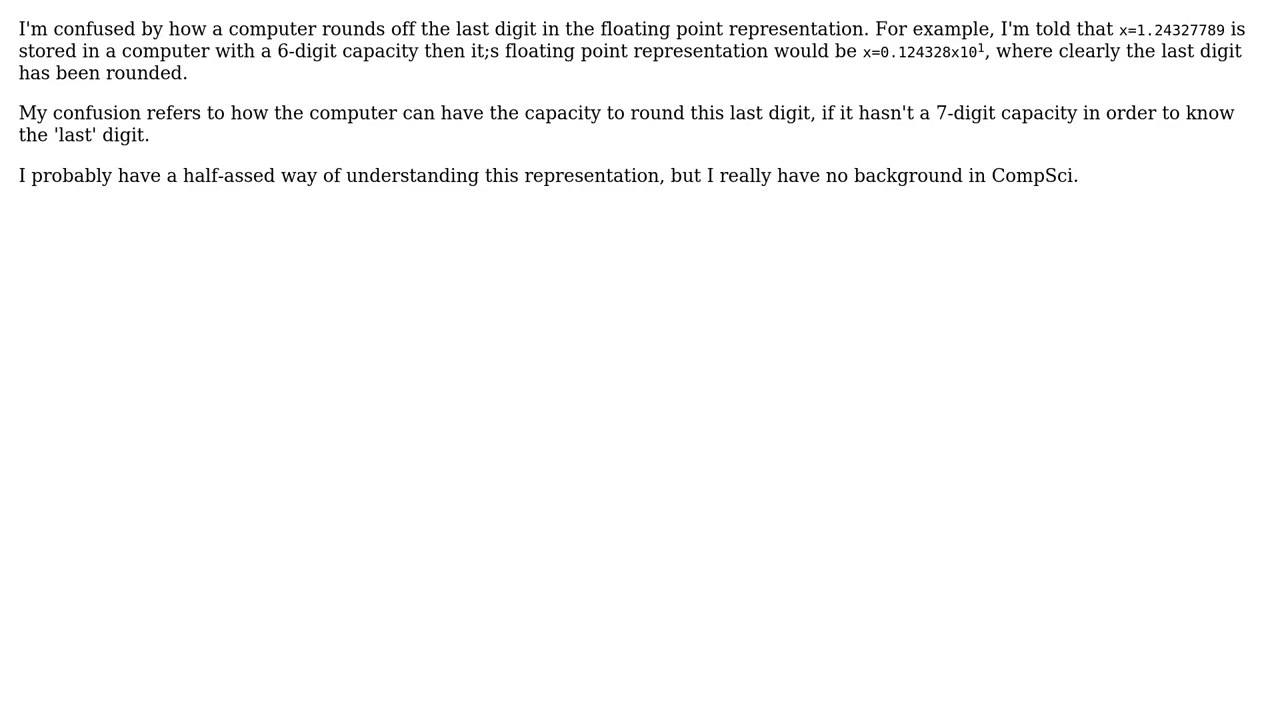 I'm confused by how a computer rounds off the last digit in the floating point representation. For example, I'm told that x=1.24327789 is
stored in a computer with a 6-digit capacity then it;s floating point representation would be x=0.124328x10¹, where clearly the last digit
has been rounded.
My confusion refers to how the computer can have the capacity to round this last digit, if it hasn't a 7-digit capacity in order to know
the 'last' digit.
I probably have a half-assed way of understanding this representation, but I really have no background in CompSci.